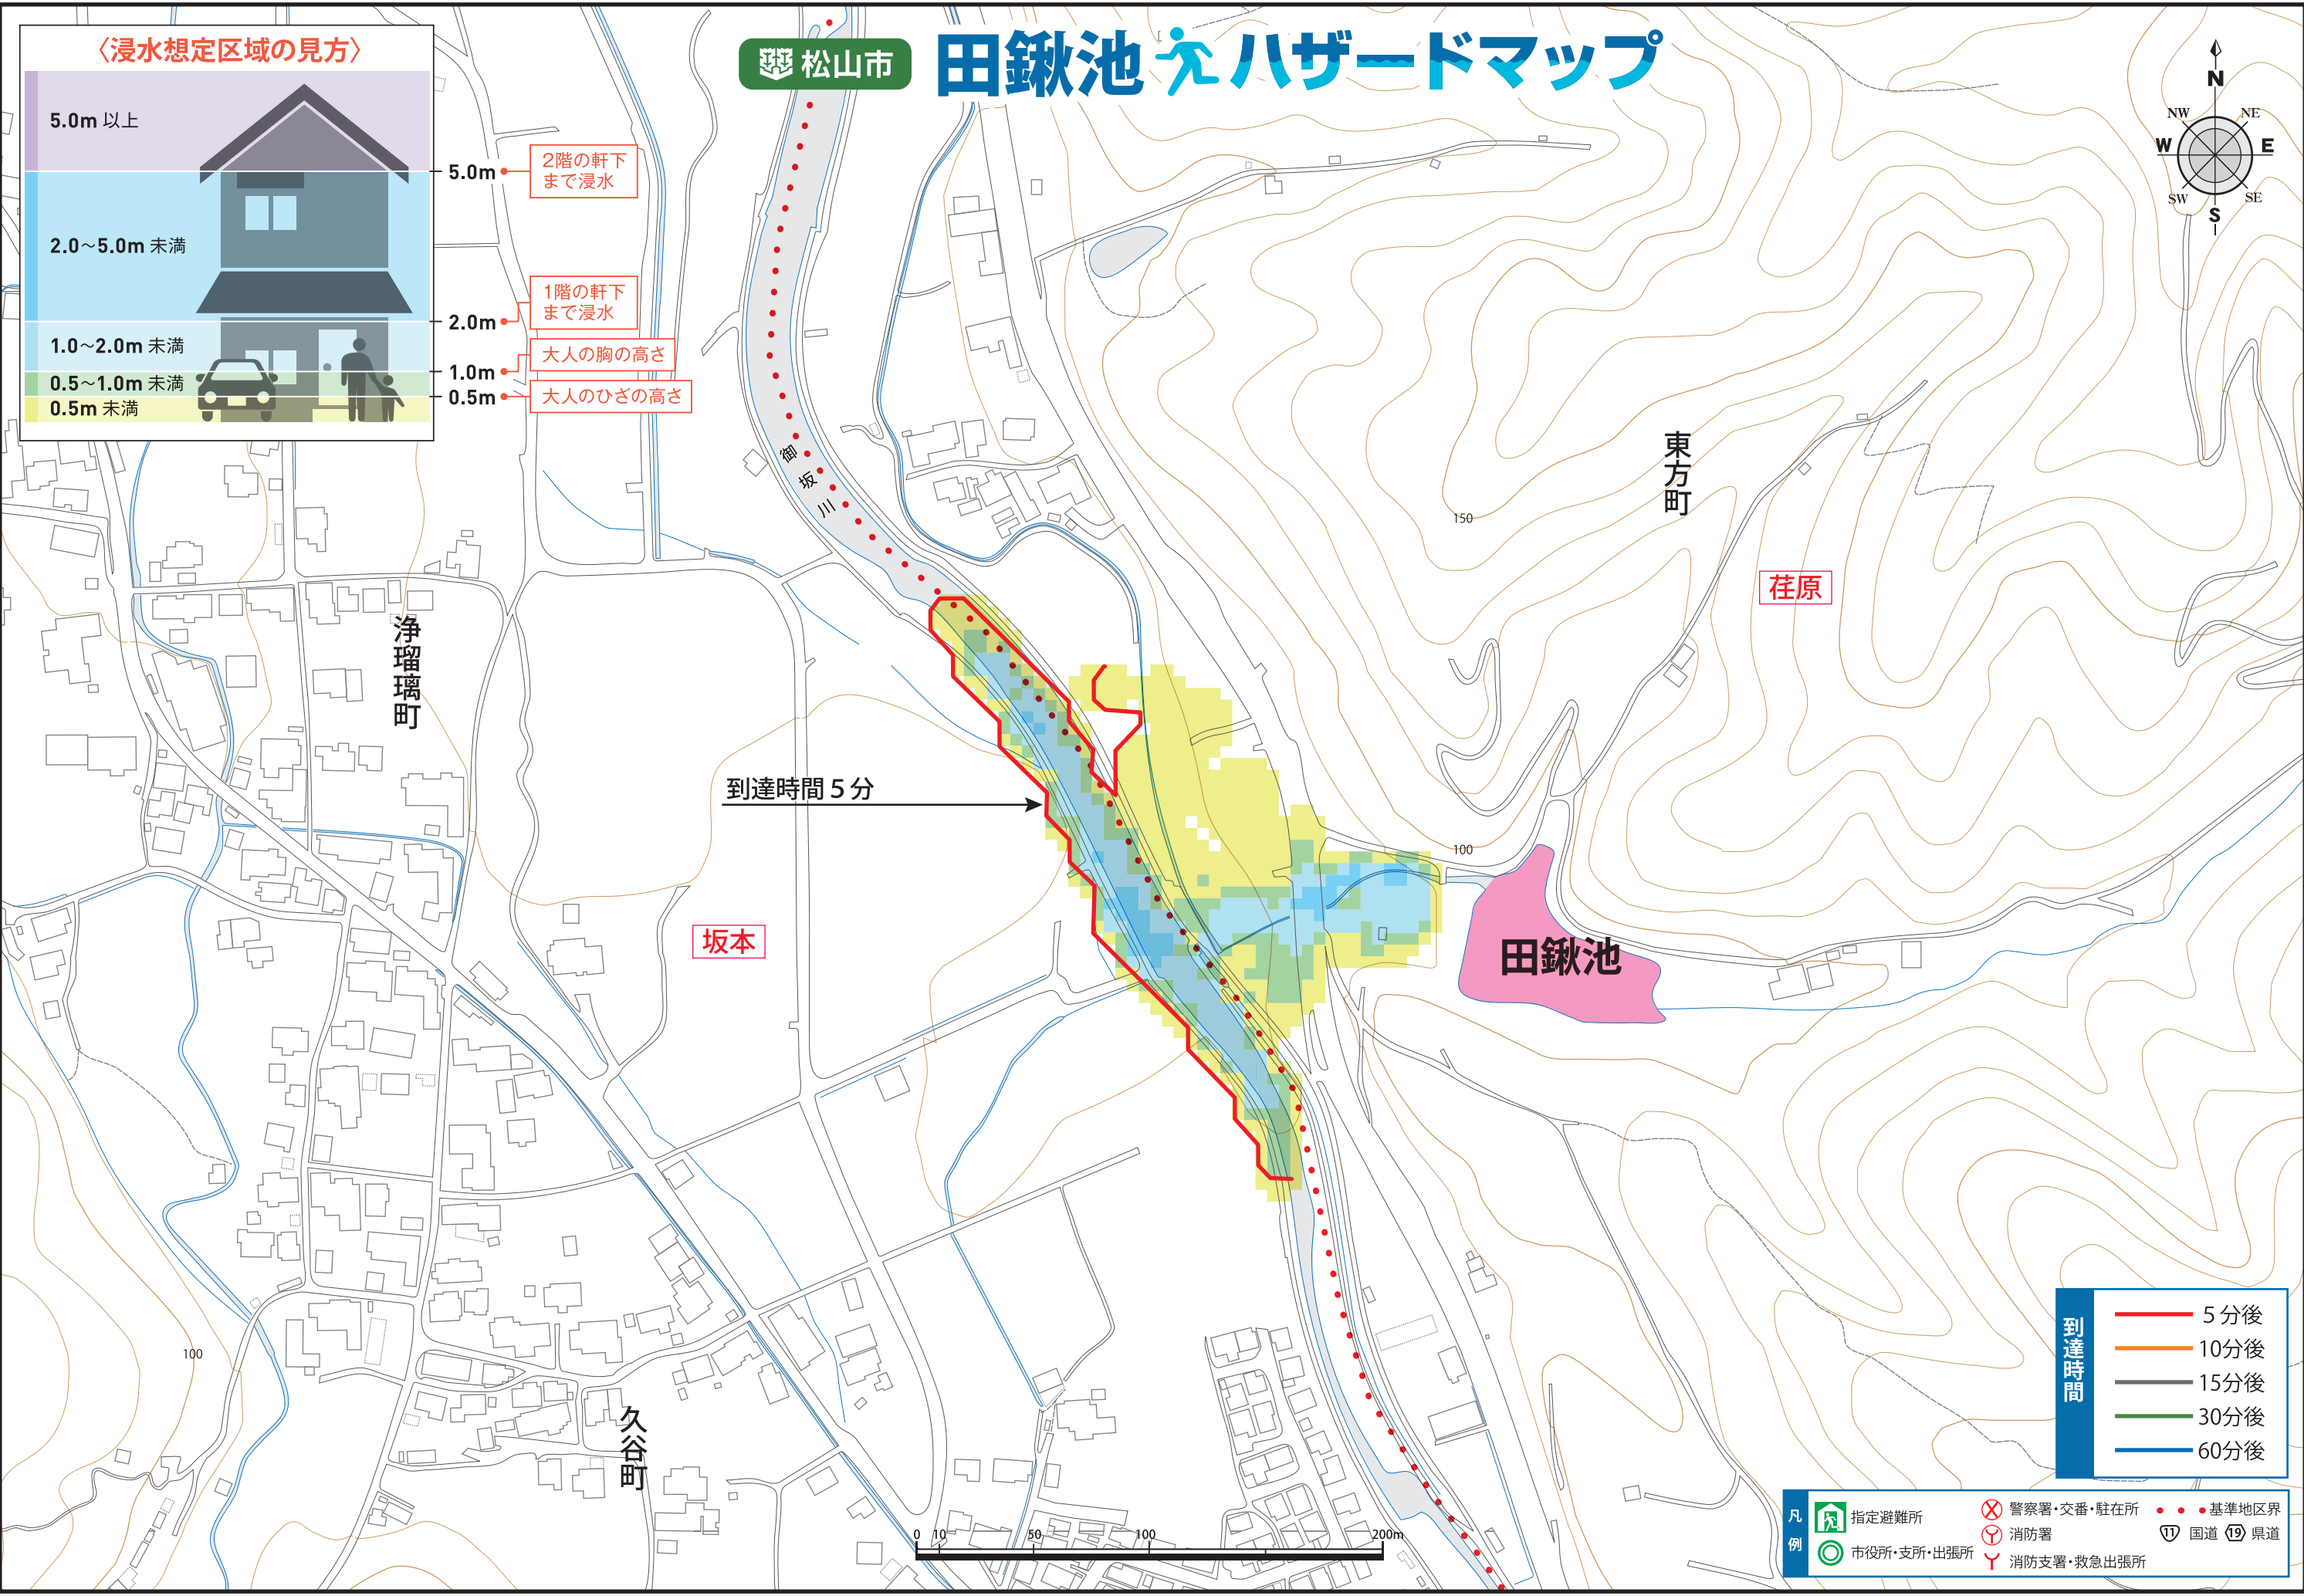 〈浸水想定区域の見方〉
5.0m 以上
2.0～5.0m 未満
1.0～2.0m 未満
0.5～1.0m 未満
0.5m 未満
5.0m
2階の軒下
まで浸水
2.0m
1階の軒下
まで浸水
1.0m
大人の胸の高さ
0.5m
大人のひざの高さ
松山市
田鍬池 ハザードマップ
N
NE
E
SE
S
SW
W
NW
御坂川
東方町
150
荏原
浄瑠璃町
到達時間 5 分
100
坂本
田鍬池
100
久谷町
0 10 50 100 200m
到達時間
5 分後
10分後
15分後
30分後
60分後
凡例
指定避難所
市役所・支所・出張所
警察署・交番・駐在所
消防署
消防支署・救急出張所
基準地区界
11 国道 19 県道